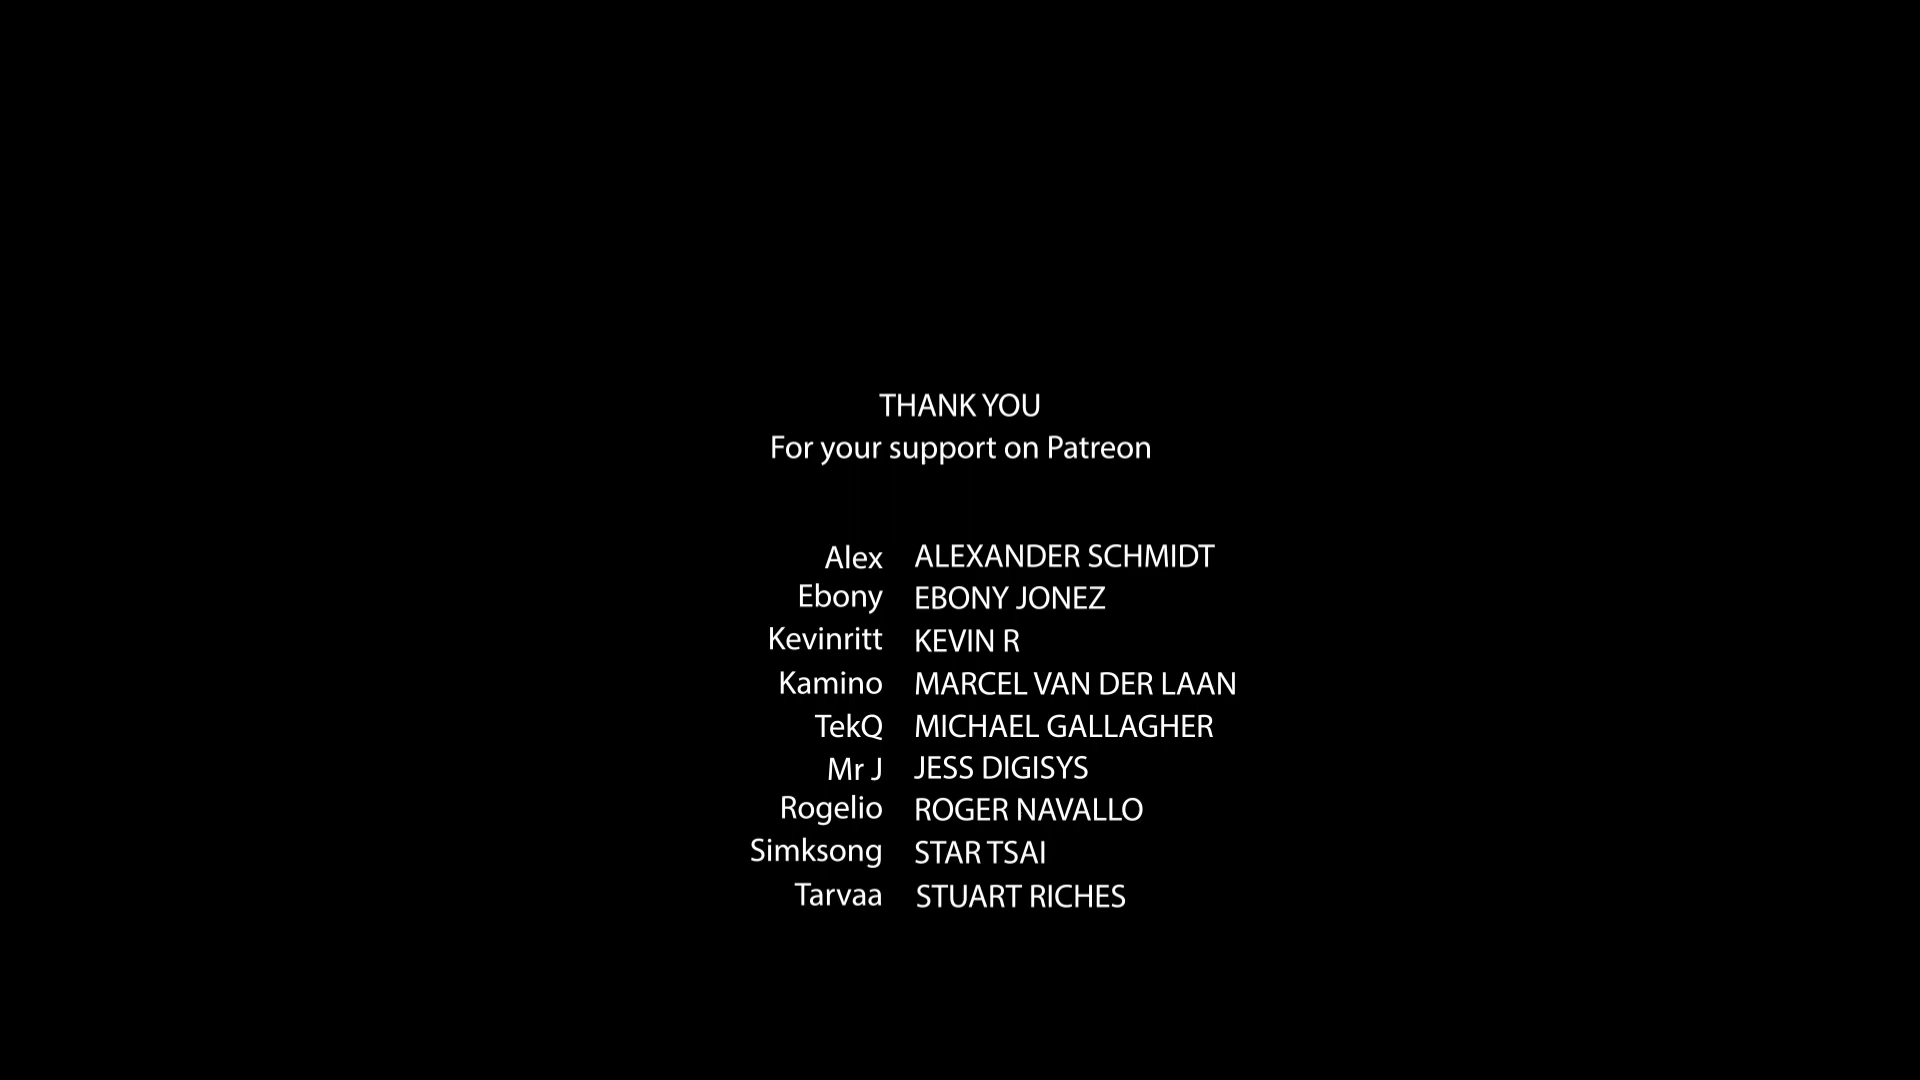 THANK YOU
For your support on Patreon
Alex ALEXANDER SCHMIDT
Ebony EBONY JONEZ
Kevinritt KEVIN R
Kamino MARCEL VAN DER LAAN
TekQ MICHAEL GALLAGHER
Mr J JESS DIGISYS
Rogelio ROGER NAVALLO
Simksong STAR TSAI
Tarvaa STUART RICHES